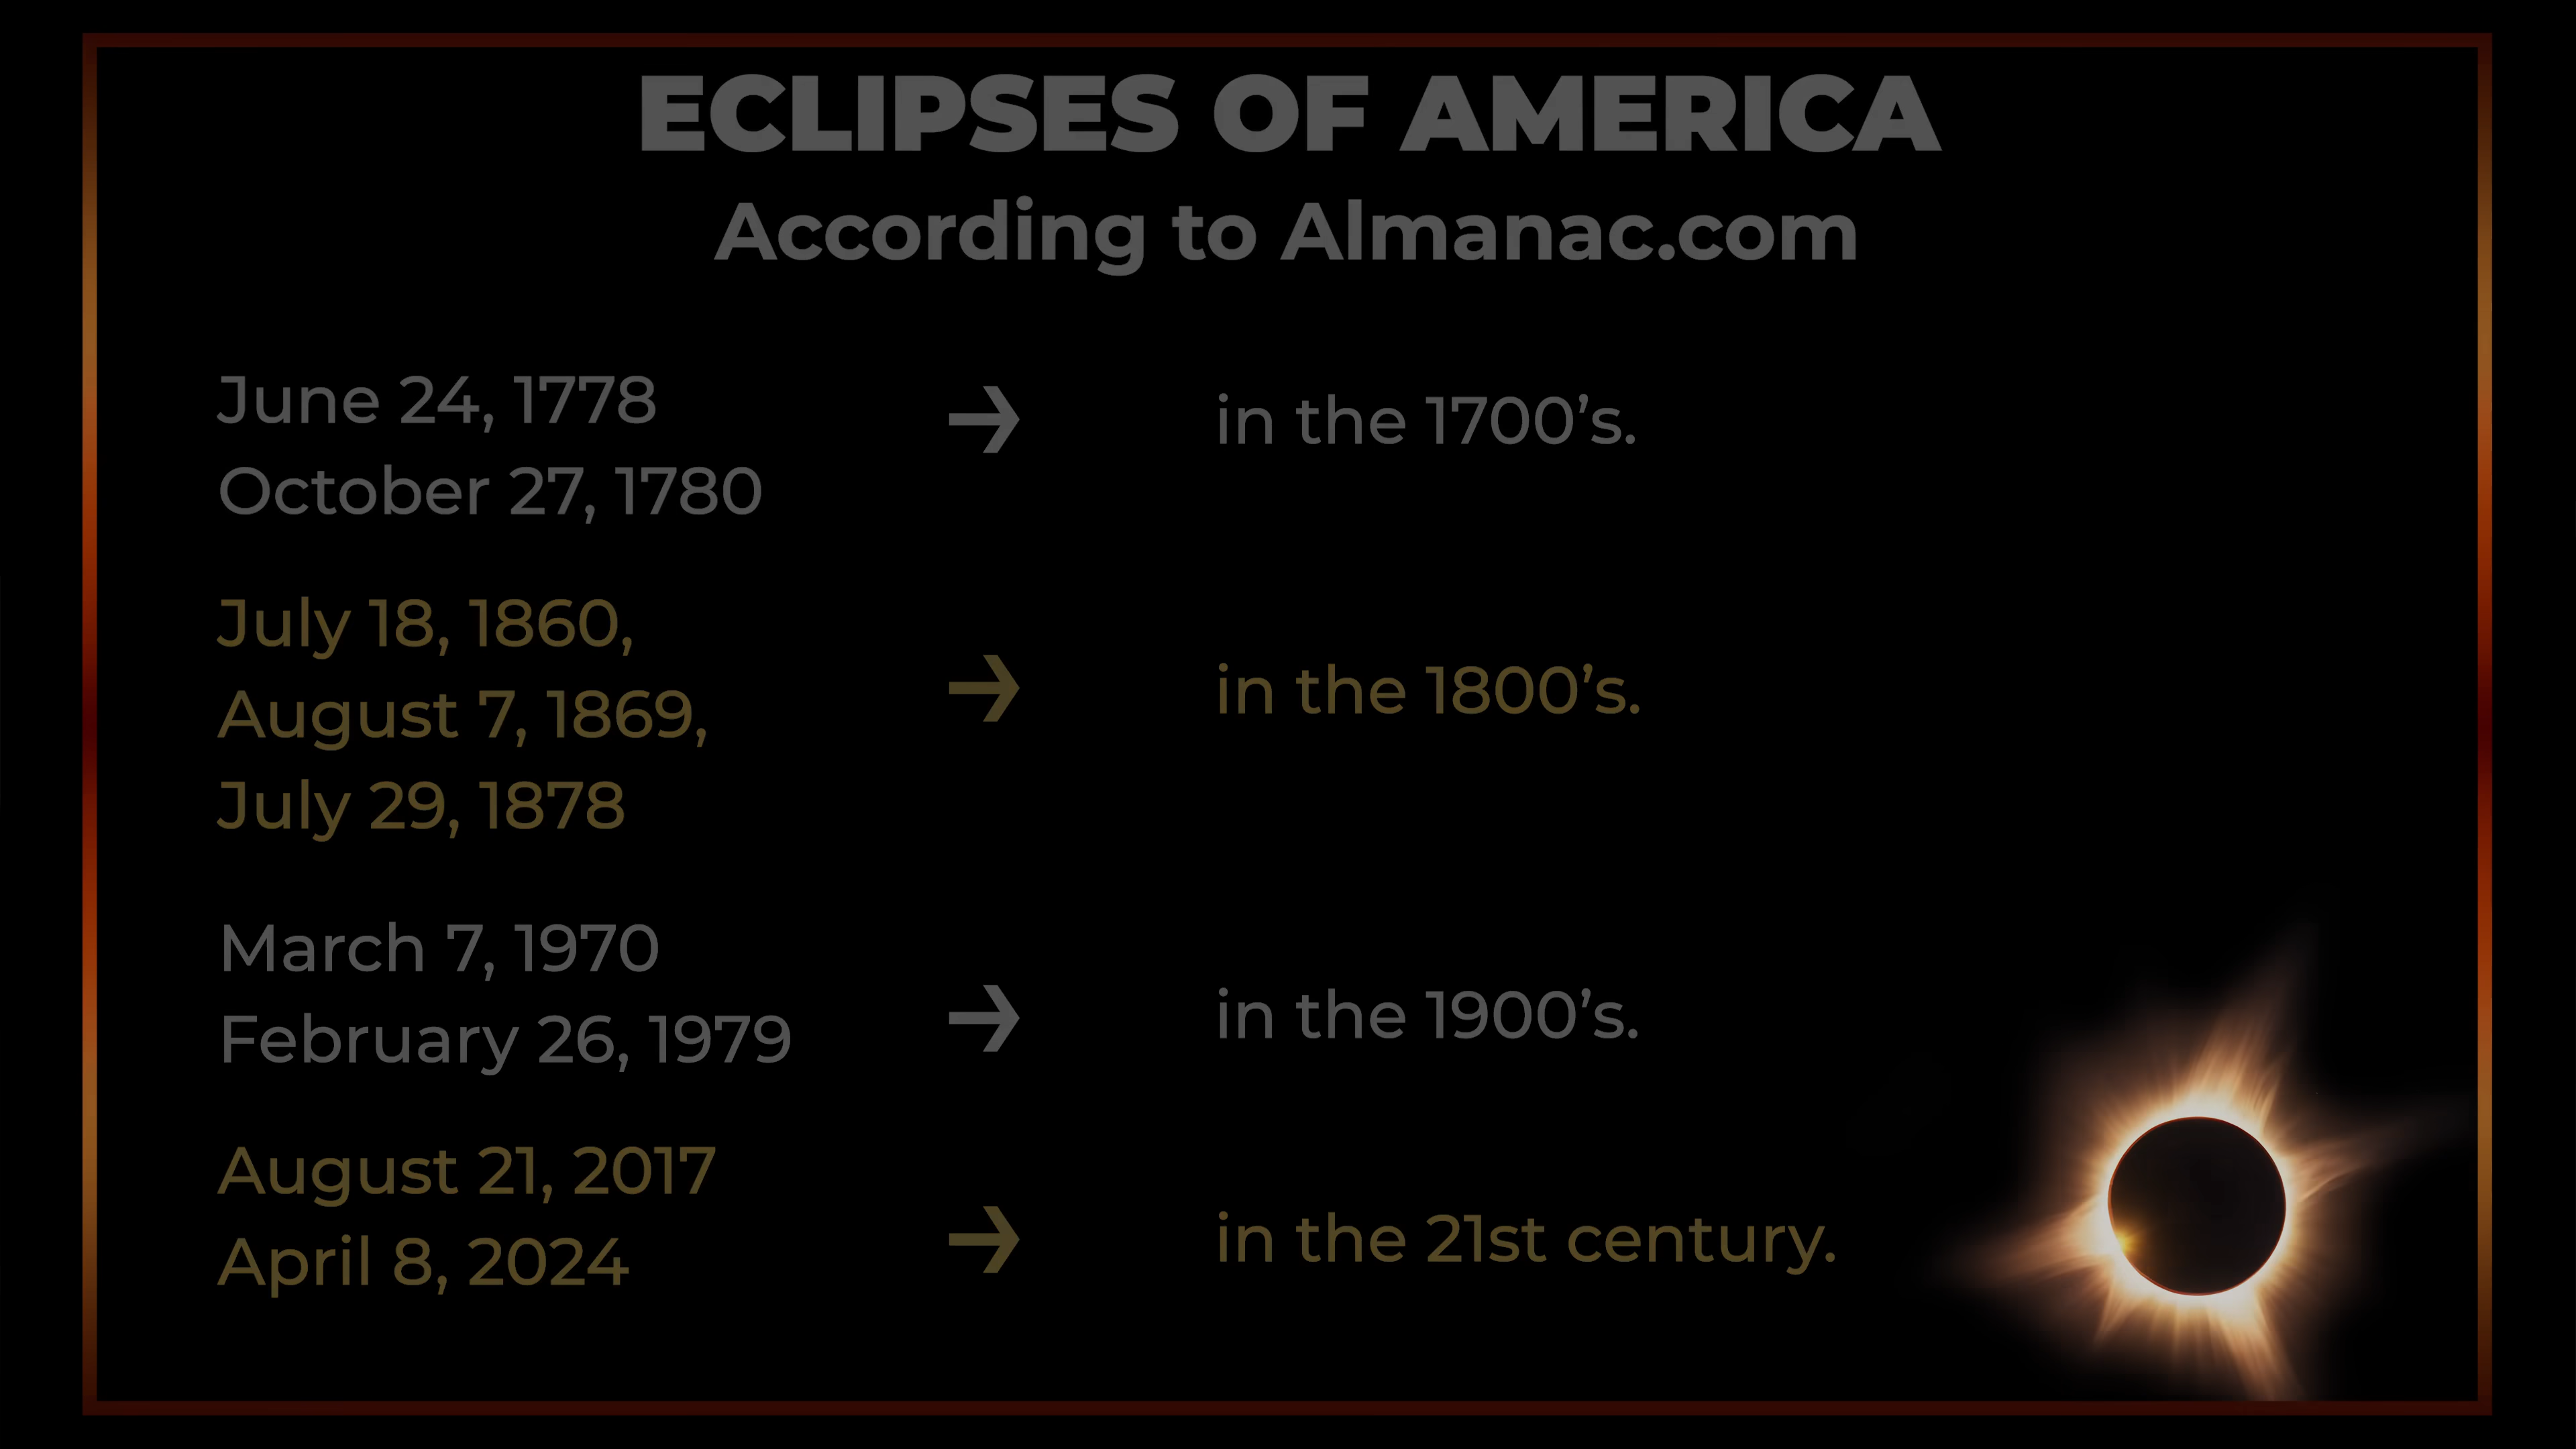 ECLIPSES OF AMERICA
According to Almanac.com
June 24, 1778
October 27, 1780
→ in the 1700’s.
July 18, 1860,
August 7, 1869,
July 29, 1878
→ in the 1800’s.
March 7, 1970
February 26, 1979
→ in the 1900’s.
August 21, 2017
April 8, 2024
→ in the 21st century.